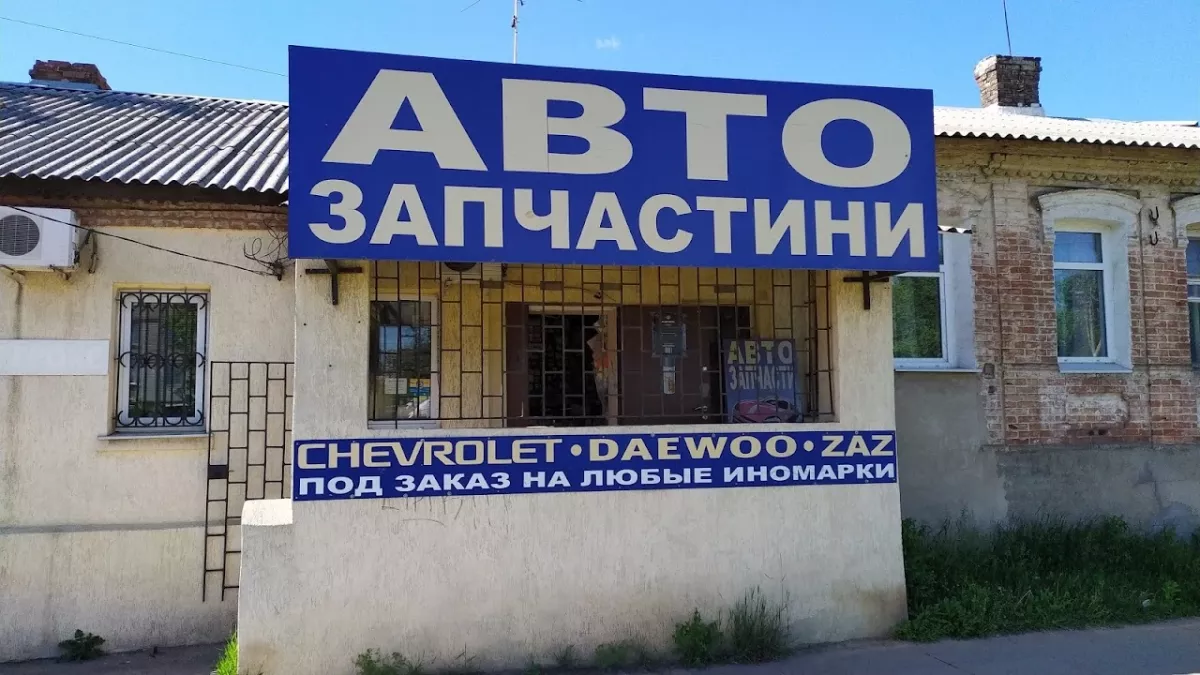 АВТО
ЗАПЧАСТИНИ
АВТО
ЗАПЧАСТИ
CHEVROLET • DAEWOO • ZAZ
ПОД ЗАКАЗ НА ЛЮБЫЕ ИНОМАРКИ